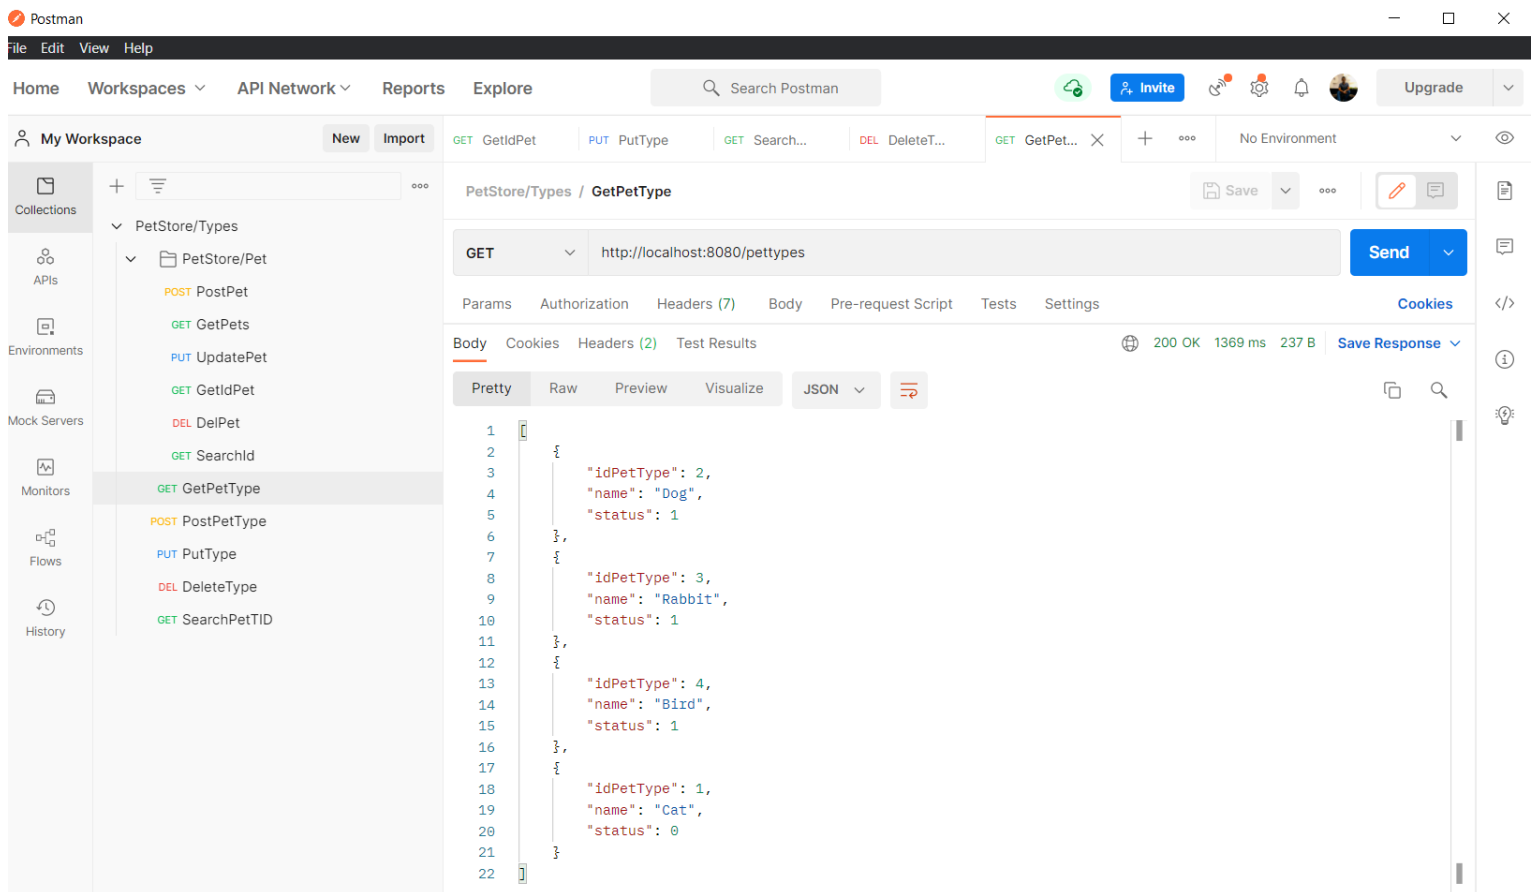 Postman
File Edit View Help
Home Workspaces API Network Reports Explore Search Postman Invite Upgrade
My Workspace New Import GET GetIdPet PUT PutType GET Search... DEL DeleteT... GET GetPet... No Environment
Collections
APIs
Environments
Mock Servers
Monitors
Flows
History
PetStore/Types
PetStore/Pet
POST PostPet
GET GetPets
PUT UpdatePet
GET GetIdPet
DEL DelPet
GET SearchId
GET GetPetType
POST PostPetType
PUT PutType
DEL DeleteType
GET SearchPetTID
PetStore/Types / GetPetType Save
GET http://localhost:8080/pettypes Send
Params Authorization Headers (7) Body Pre-request Script Tests Settings Cookies
Body Cookies Headers (2) Test Results 200 OK 1369 ms 237 B Save Response
Pretty Raw Preview Visualize JSON
1 [
2 {
3 "idPetType": 2,
4 "name": "Dog",
5 "status": 1
6 },
7 {
8 "idPetType": 3,
9 "name": "Rabbit",
10 "status": 1
11 },
12 {
13 "idPetType": 4,
14 "name": "Bird",
15 "status": 1
16 },
17 {
18 "idPetType": 1,
19 "name": "Cat",
20 "status": 0
21 }
22 ]